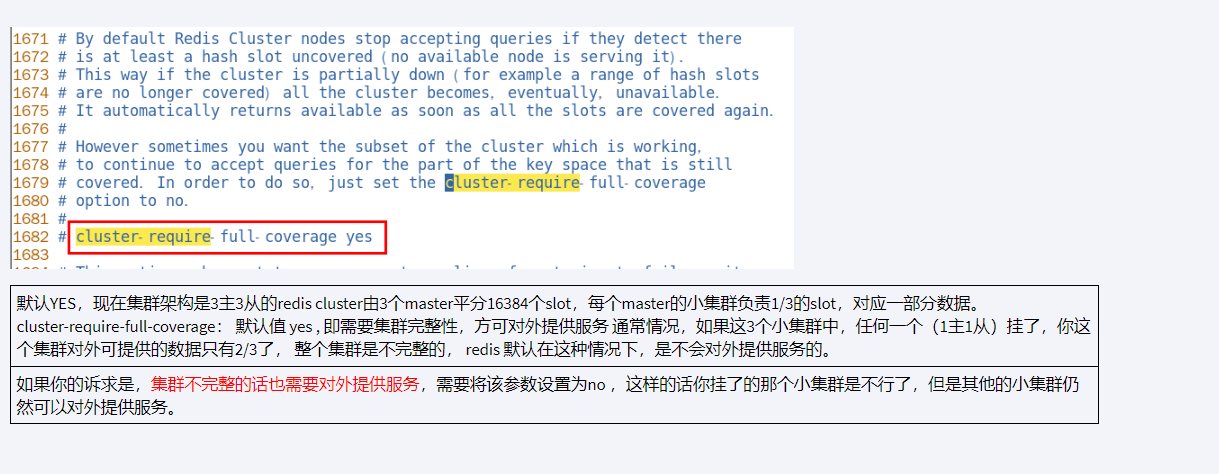 1671 # By default Redis Cluster nodes stop accepting queries if they detect there
1672 # is at least a hash slot uncovered (no available node is serving it).
1673 # This way if the cluster is partially down (for example a range of hash slots
1674 # are no longer covered) all the cluster becomes, eventually, unavailable.
1675 # It automatically returns available as soon as all the slots are covered again.
1676 #
1677 # However sometimes you want the subset of the cluster which is working,
1678 # to continue to accept queries for the part of the key space that is still
1679 # covered. In order to do so, just set the cluster-require-full-coverage
1680 # option to no.
1681 #
1682 # cluster-require-full-coverage yes
1683
默认YES，现在集群架构是3主3从的redis cluster由3个master平分16384个slot，每个master的小集群负责1/3的slot，对应一部分数据。
cluster-require-full-coverage： 默认值 yes , 即需要集群完整性，方可对外提供服务 通常情况，如果这3个小集群中，任何一个（1主1从）挂了，你这
个集群对外可提供的数据只有2/3了， 整个集群是不完整的， redis 默认在这种情况下，是不会对外提供服务的。
如果你的诉求是，集群不完整的话也需要对外提供服务，需要将该参数设置为no ，这样的话你挂了的那个小集群是不行了，但是其他的小集群仍
然可以对外提供服务。